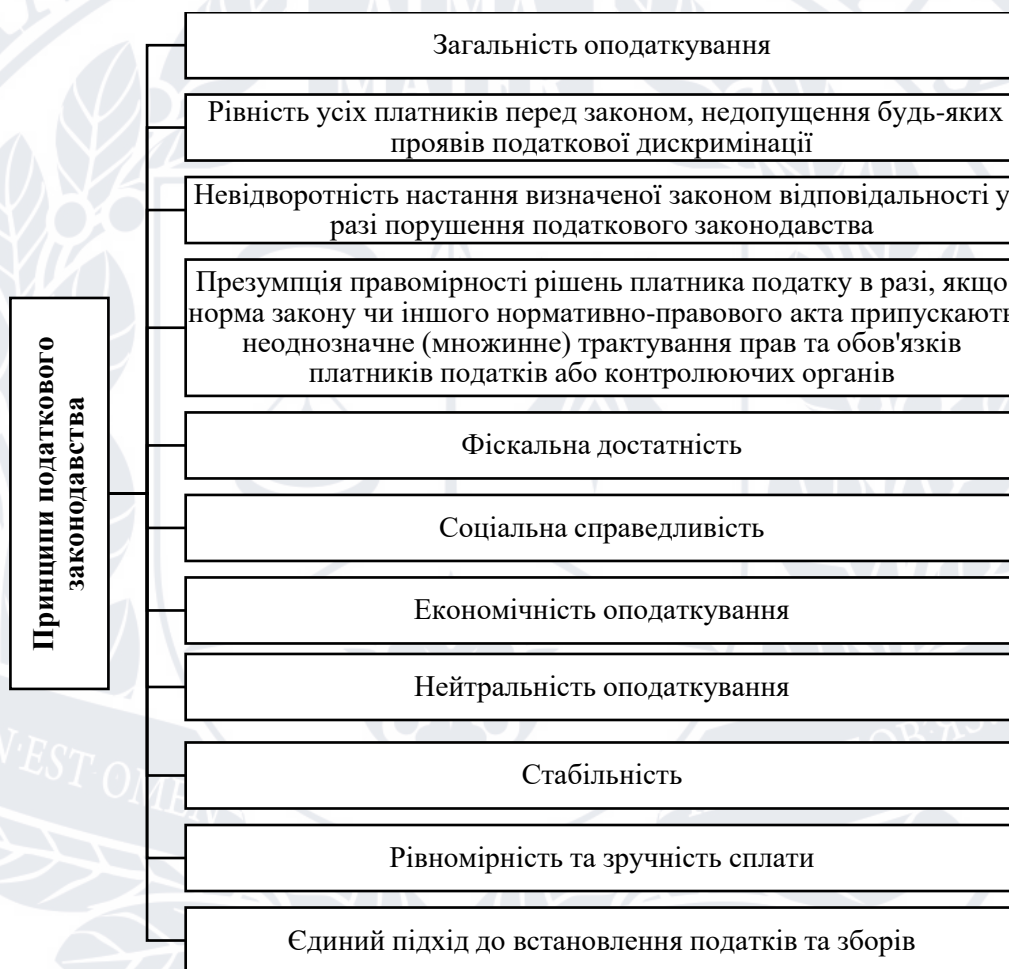 Принципи податкового
законодавства
Загальність оподаткування
Рівність усіх платників перед законом, недопущення будь-яких
проявів податкової дискримінації
Невідворотність настання визначеної законом відповідальності у
разі порушення податкового законодавства
Презумпція правомірності рішень платника податку в разі, якщо
норма закону чи іншого нормативно-правового акта припускають
неоднозначне (множинне) трактування прав та обов'язків
платників податків або контролюючих органів
Фіскальна достатність
Соціальна справедливість
Економічність оподаткування
Нейтральність оподаткування
Стабільність
Рівномірність та зручність сплати
Єдиний підхід до встановлення податків та зборів